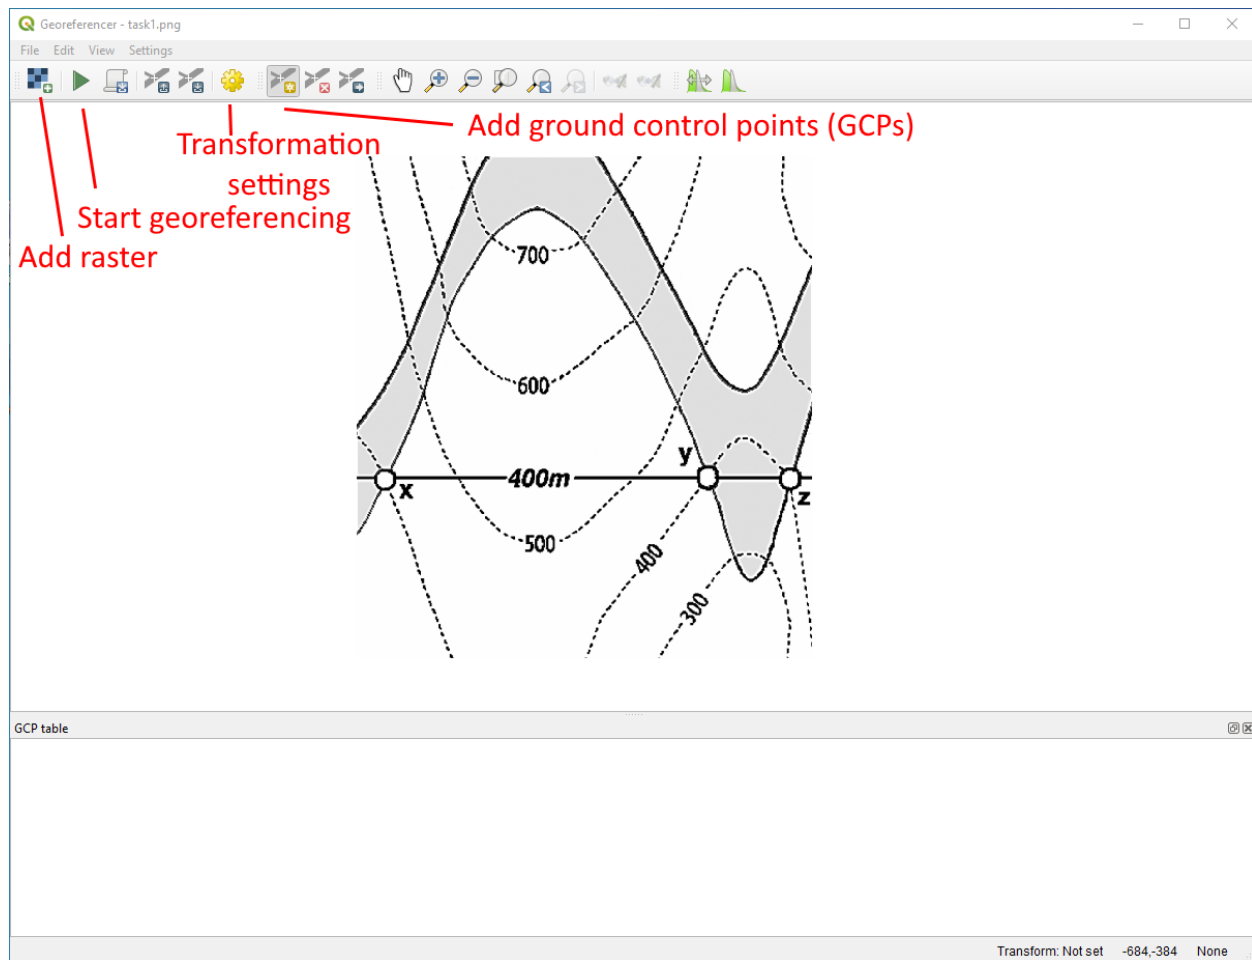 Georeferencer - task1.png
File Edit View Settings
Add ground control points (GCPs)
Transformation
settings
Start georeferencing
Add raster
700
600
y
400m
x
z
500
400
300
GCP table
Transform: Not set -684,-384 None